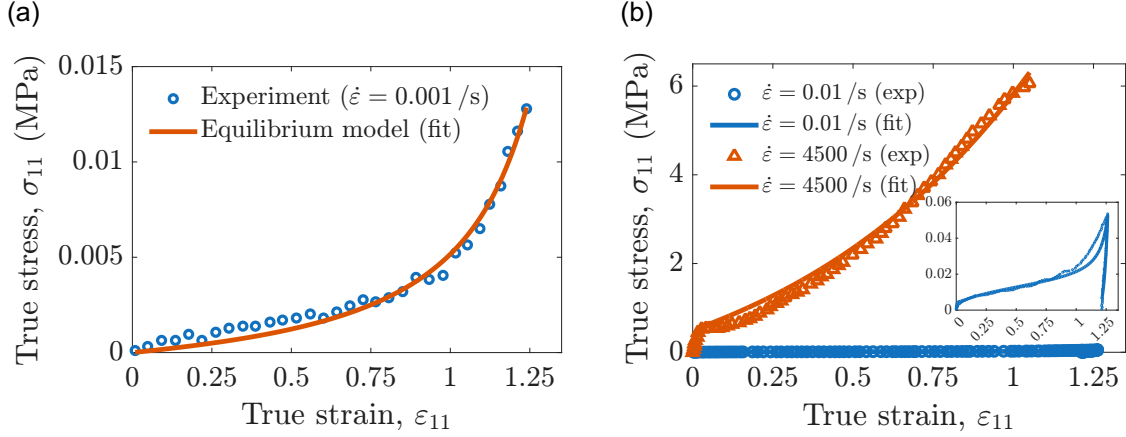 (a)
True stress, σ₁₁ (MPa)
0.015
0.01
0.005
0
Experiment (ε̇ = 0.001 /s)
Equilibrium model (fit)
0 0.25 0.5 0.75 1 1.25
True strain, ε₁₁
(b)
True stress, σ₁₁ (MPa)
6
4
2
0
ε̇ = 0.01 /s (exp)
ε̇ = 0.01 /s (fit)
ε̇ = 4500 /s (exp)
ε̇ = 4500 /s (fit)
0.06
0.04
0.02
0
0 0.25 0.5 0.75 1 1.25
0 0.25 0.5 0.75 1 1.25
True strain, ε₁₁